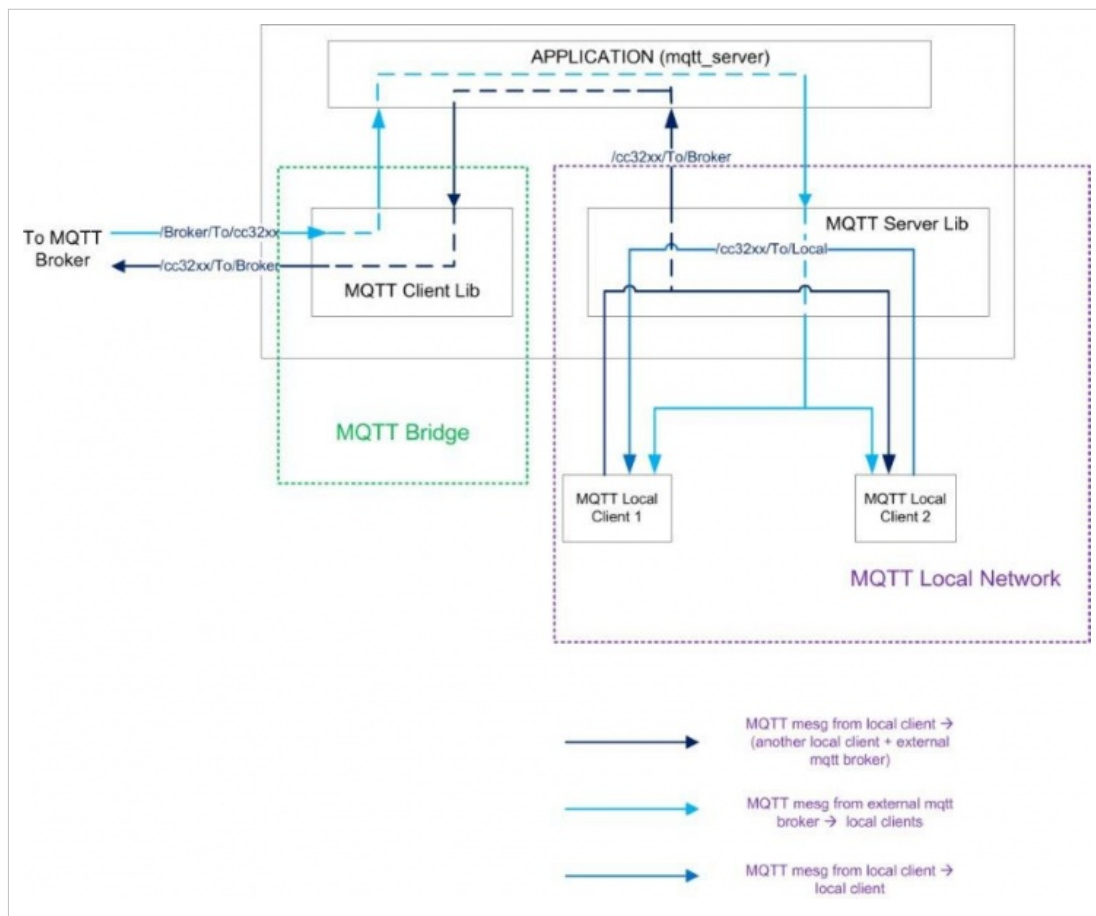 APPLICATION (mqtt_server)
/cc32xx/To/Broker
MQTT Server Lib
/Broker/To/cc32xx
To MQTT
Broker
/cc32xx/To/Local
/cc32xx/To/Broker
MQTT Client Lib
MQTT Bridge
MQTT Local
Client 1
MQTT Local
Client 2
MQTT Local Network
MQTT mesg from local client →
(another local client + external
mqtt broker)
MQTT mesg from external mqtt
broker → local clients
MQTT mesg from local client →
local client